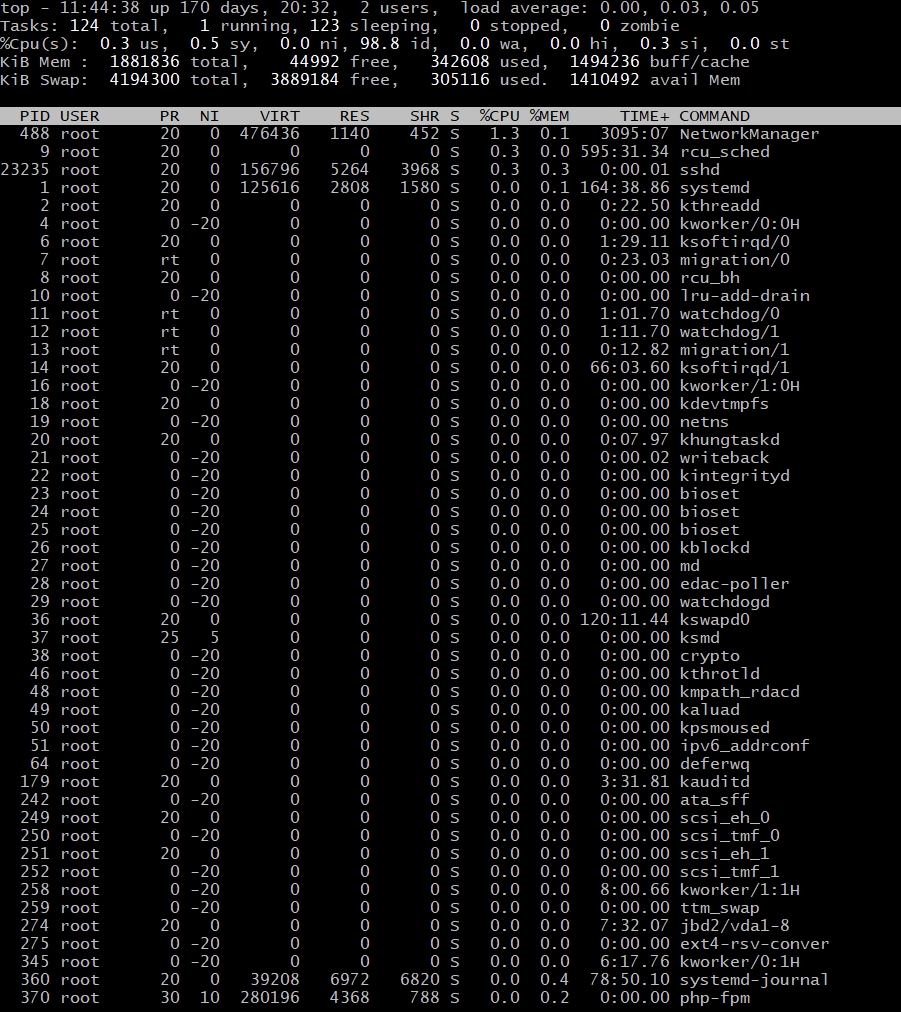 top - 11:44:38 up 170 days, 20:32,  2 users,  load average: 0.00, 0.03, 0.05
Tasks: 124 total,   1 running, 123 sleeping,   0 stopped,   0 zombie
%Cpu(s):  0.3 us,  0.5 sy,  0.0 ni, 98.8 id,  0.0 wa,  0.0 hi,  0.3 si,  0.0 st
KiB Mem :  1881836 total,    44992 free,   342608 used,  1494236 buff/cache
KiB Swap:  4194300 total,  3889184 free,   305116 used.  1410492 avail Mem
  PID USER      PR  NI    VIRT    RES    SHR S  %CPU %MEM     TIME+ COMMAND
  488 root      20   0  476436   1140    452 S   1.3  0.1   3095:07 NetworkManager
    9 root      20   0       0      0      0 S   0.3  0.0 595:31.34 rcu_sched
23235 root      20   0  156796   5264   3968 S   0.3  0.3   0:00.01 sshd
    1 root      20   0  125616   2808   1580 S   0.0  0.1 164:38.86 systemd
    2 root      20   0       0      0      0 S   0.0  0.0   0:22.50 kthreadd
    4 root       0 -20       0      0      0 S   0.0  0.0   0:00.00 kworker/0:0H
    6 root      20   0       0      0      0 S   0.0  0.0   1:29.11 ksoftirqd/0
    7 root      rt   0       0      0      0 S   0.0  0.0   0:23.03 migration/0
    8 root      20   0       0      0      0 S   0.0  0.0   0:00.00 rcu_bh
   10 root       0 -20       0      0      0 S   0.0  0.0   0:00.00 lru-add-drain
   11 root      rt   0       0      0      0 S   0.0  0.0   1:01.70 watchdog/0
   12 root      rt   0       0      0      0 S   0.0  0.0   1:11.70 watchdog/1
   13 root      rt   0       0      0      0 S   0.0  0.0   0:12.82 migration/1
   14 root      20   0       0      0      0 S   0.0  0.0  66:03.60 ksoftirqd/1
   16 root       0 -20       0      0      0 S   0.0  0.0   0:00.00 kworker/1:0H
   18 root      20   0       0      0      0 S   0.0  0.0   0:00.00 kdevtmpfs
   19 root       0 -20       0      0      0 S   0.0  0.0   0:00.00 netns
   20 root      20   0       0      0      0 S   0.0  0.0   0:07.97 khungtaskd
   21 root       0 -20       0      0      0 S   0.0  0.0   0:00.02 writeback
   22 root       0 -20       0      0      0 S   0.0  0.0   0:00.00 kintegrityd
   23 root       0 -20       0      0      0 S   0.0  0.0   0:00.00 bioset
   24 root       0 -20       0      0      0 S   0.0  0.0   0:00.00 bioset
   25 root       0 -20       0      0      0 S   0.0  0.0   0:00.00 bioset
   26 root       0 -20       0      0      0 S   0.0  0.0   0:00.00 kblockd
   27 root       0 -20       0      0      0 S   0.0  0.0   0:00.00 md
   28 root       0 -20       0      0      0 S   0.0  0.0   0:00.00 edac-poller
   29 root       0 -20       0      0      0 S   0.0  0.0   0:00.00 watchdogd
   36 root      20   0       0      0      0 S   0.0  0.0 120:11.44 kswapd0
   37 root      25   5       0      0      0 S   0.0  0.0   0:00.00 ksmd
   38 root       0 -20       0      0      0 S   0.0  0.0   0:00.00 crypto
   46 root       0 -20       0      0      0 S   0.0  0.0   0:00.00 kthrotld
   48 root       0 -20       0      0      0 S   0.0  0.0   0:00.00 kmpath_rdacd
   49 root       0 -20       0      0      0 S   0.0  0.0   0:00.00 kaluad
   50 root       0 -20       0      0      0 S   0.0  0.0   0:00.00 kpsmoused
   51 root       0 -20       0      0      0 S   0.0  0.0   0:00.00 ipv6_addrconf
   64 root       0 -20       0      0      0 S   0.0  0.0   0:00.00 deferwq
  179 root      20   0       0      0      0 S   0.0  0.0   3:31.81 kauditd
  242 root       0 -20       0      0      0 S   0.0  0.0   0:00.00 ata_sff
  249 root      20   0       0      0      0 S   0.0  0.0   0:00.00 scsi_eh_0
  250 root       0 -20       0      0      0 S   0.0  0.0   0:00.00 scsi_tmf_0
  251 root      20   0       0      0      0 S   0.0  0.0   0:00.00 scsi_eh_1
  252 root       0 -20       0      0      0 S   0.0  0.0   0:00.00 scsi_tmf_1
  258 root       0 -20       0      0      0 S   0.0  0.0   8:00.66 kworker/1:1H
  259 root       0 -20       0      0      0 S   0.0  0.0   0:00.00 ttm_swap
  274 root      20   0       0      0      0 S   0.0  0.0   7:32.07 jbd2/vda1-8
  275 root       0 -20       0      0      0 S   0.0  0.0   0:00.00 ext4-rsv-conver
  345 root       0 -20       0      0      0 S   0.0  0.0   6:17.76 kworker/0:1H
  360 root      20   0   39208   6972   6820 S   0.0  0.4  78:50.10 systemd-journal
  370 root      30  10  280196   4368    788 S   0.0  0.2   0:00.00 php-fpm